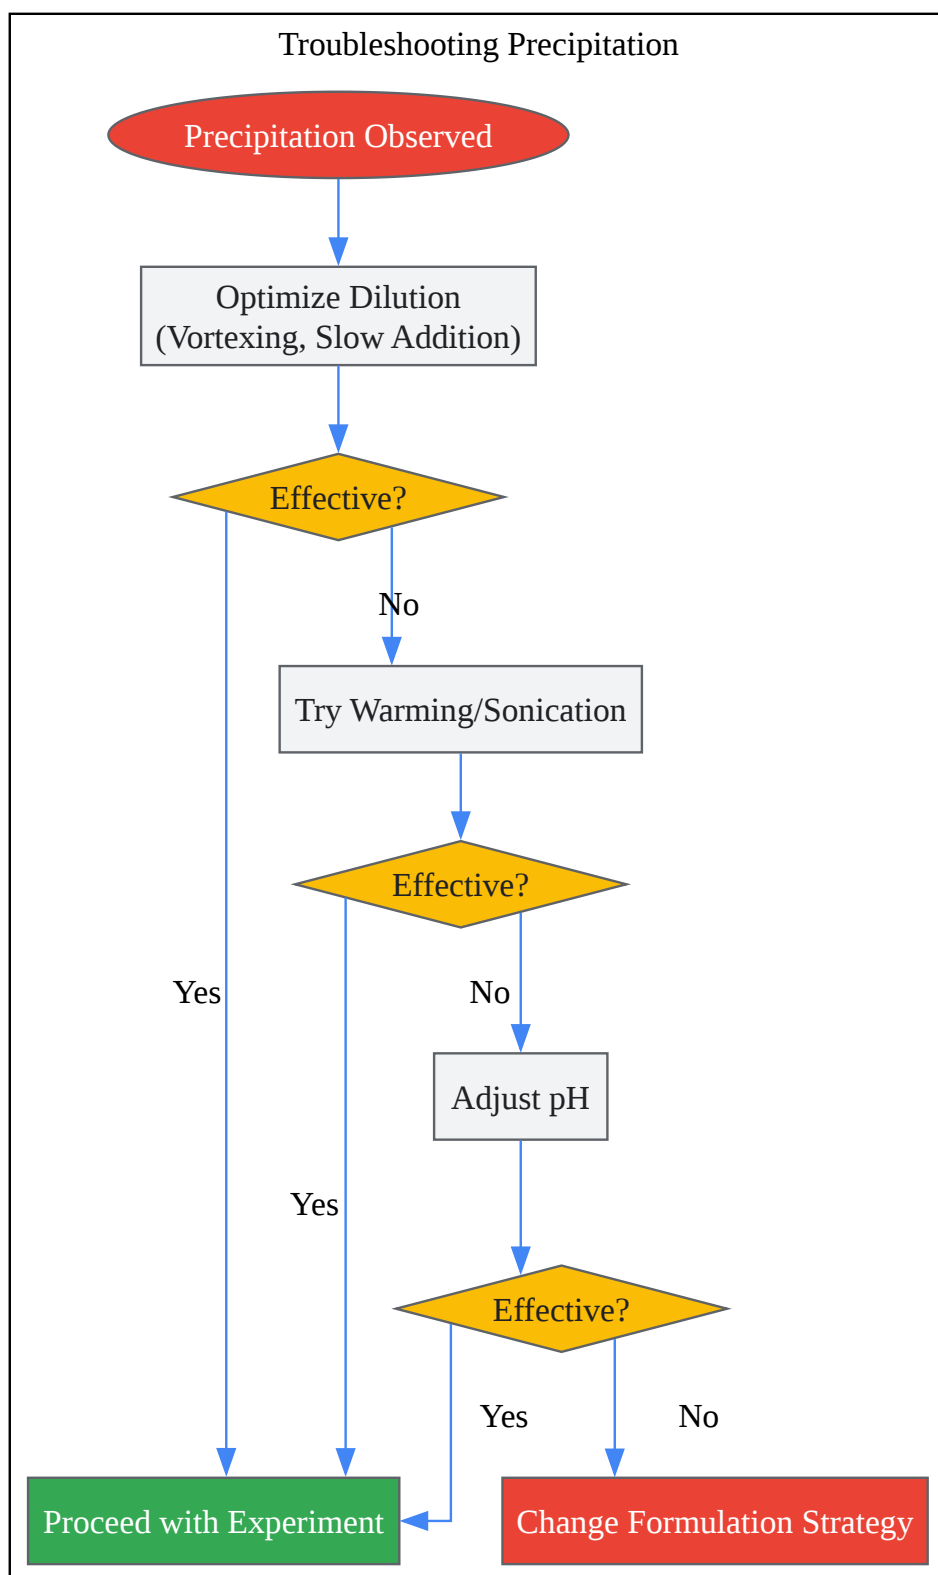 Troubleshooting Precipitation
Precipitation Observed
Optimize Dilution
(Vortexing, Slow Addition)
Effective?
No
Try Warming/Sonication
Effective?
Yes
No
Adjust pH
Yes
Effective?
Yes
No
Proceed with Experiment
Change Formulation Strategy